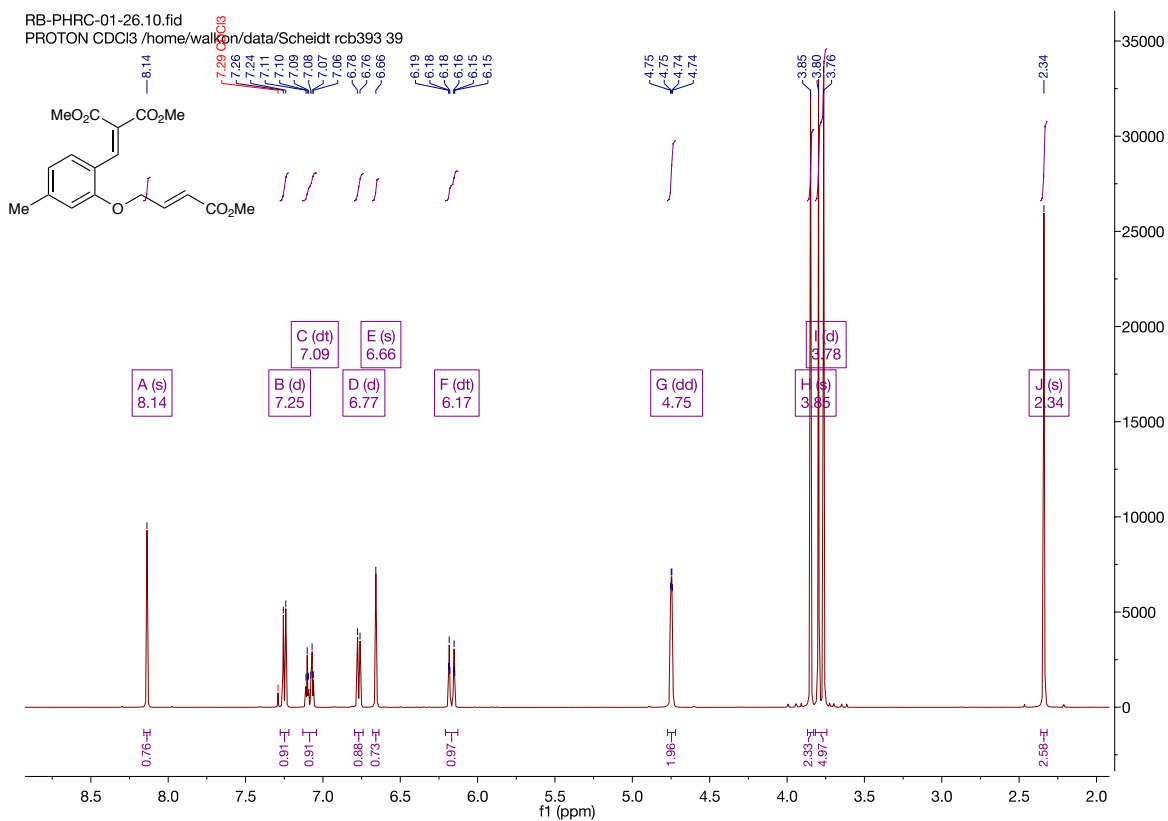 RB-PHRC-01-26.10.fid
PROTON CDCl3 /home/walkon/data/Scheidt rcb393 39
8.14
7.29 CDCl3
7.26
7.24
7.11
7.10
7.09
7.08
7.07
7.06
6.78
6.76
6.66
6.19
6.18
6.18
6.16
6.15
6.15
4.75
4.75
4.74
4.74
3.85
3.80
3.76
2.34
MeO2C
CO2Me
Me
O
CO2Me
C (dt)
7.09
E (s)
6.66
I (d)
3.78
A (s)
8.14
B (d)
7.25
D (d)
6.77
F (dt)
6.17
G (dd)
4.75
H (s)
3.85
J (s)
2.34
35000
30000
25000
20000
15000
10000
5000
0
0.76
0.91
0.91
0.88
0.73
0.97
1.96
2.33
4.97
2.58
8.5 8.0 7.5 7.0 6.5 6.0 5.5 5.0 4.5 4.0 3.5 3.0 2.5 2.0
f1 (ppm)